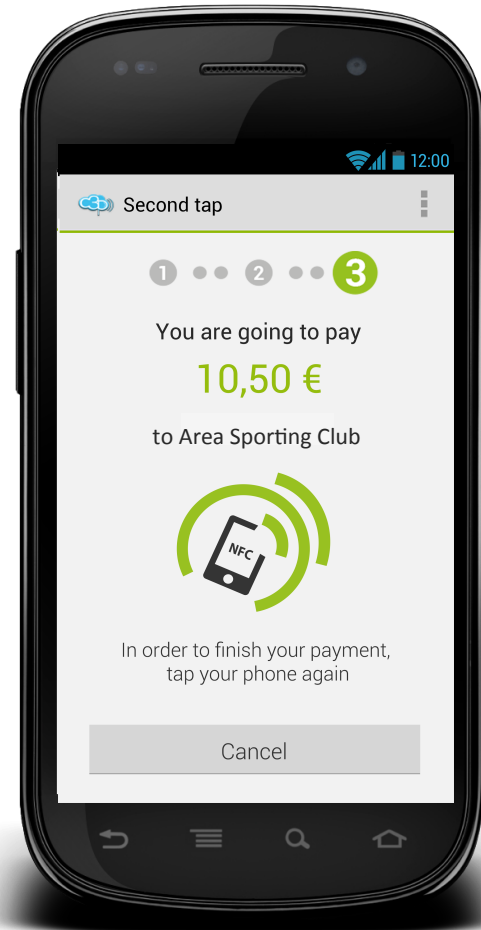 12:00
c3b
Second tap
1 2 3
You are going to pay
10,50 €
to Area Sporting Club
NFC
In order to finish your payment,
tap your phone again
Cancel